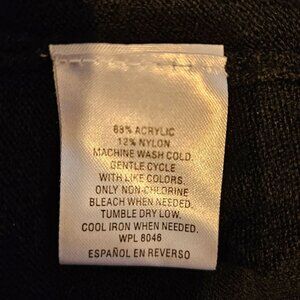 88% ACRYLIC
12% NYLON
MACHINE WASH COLD.
GENTLE CYCLE
WITH LIKE COLORS.
ONLY NON-CHLORINE
BLEACH WHEN NEEDED.
TUMBLE DRY LOW.
COOL IRON WHEN NEEDED.
WPL 8046
ESPAÑOL EN REVERSO